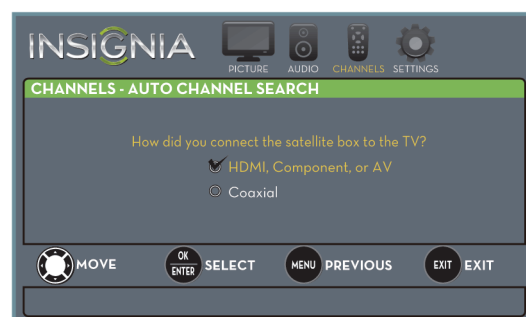 INSIGNIA
PICTURE AUDIO CHANNELS SETTINGS
CHANNELS - AUTO CHANNEL SEARCH
How did you connect the satellite box to the TV?
HDMI, Component, or AV
Coaxial
MOVE OK ENTER SELECT MENU PREVIOUS EXIT EXIT